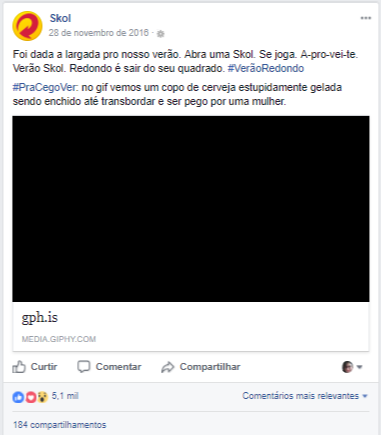 Skol
28 de novembro de 2016 ·
Foi dada a largada pro nosso verão. Abra uma Skol. Se joga. A-pro-vei-te.
Verão Skol. Redondo é sair do seu quadrado. #VerãoRedondo
#PraCegoVer: no gif vemos um copo de cerveja estupidamente gelada
sendo enchido até transbordar e ser pego por uma mulher.
gph.is
MEDIA.GIPHY.COM
Curtir Comentar Compartilhar
5,1 mil Comentários mais relevantes
184 compartilhamentos